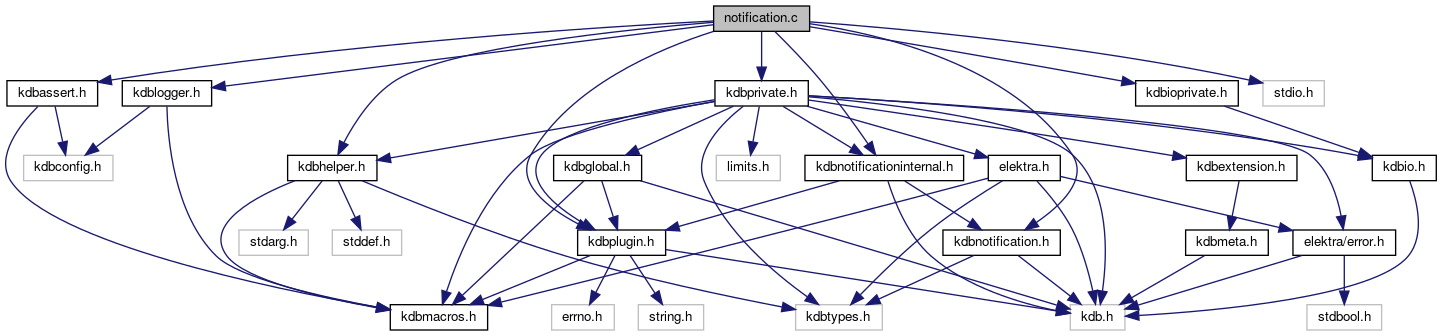 notification.c
kdbassert.h
kdblogger.h
kdbprivate.h
kdbioprivate.h
stdio.h
kdbconfig.h
kdbhelper.h
kdbglobal.h
limits.h
kdbnotificationinternal.h
elektra.h
kdbextension.h
kdbio.h
stdarg.h
stddef.h
kdbplugin.h
kdbnotification.h
kdbmeta.h
elektra/error.h
kdbmacros.h
errno.h
string.h
kdbtypes.h
kdb.h
stdbool.h